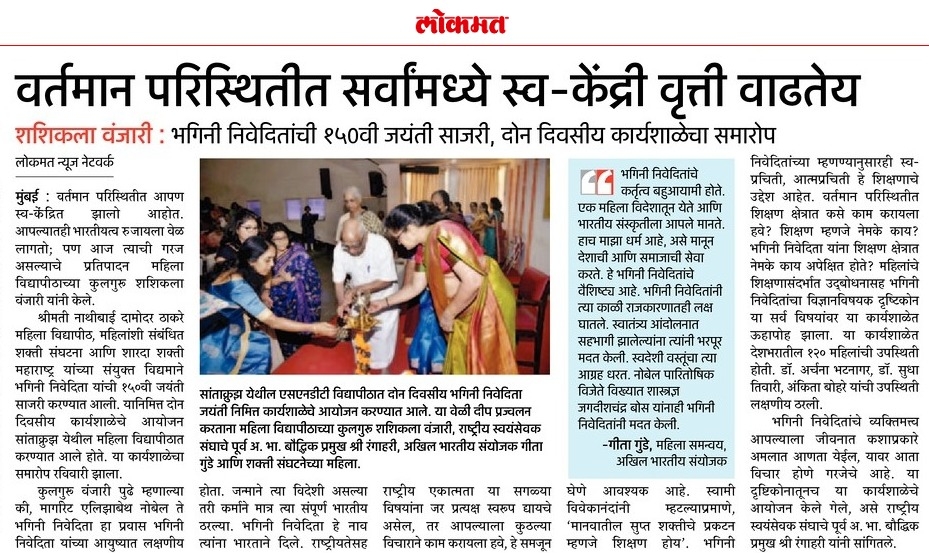 लोकमत
वर्तमान परिस्थितीत सर्वांमध्ये स्व-केंद्री वृत्ती वाढतेय
शशिकला वंजारी : भगिनी निवेदितांची १५०वी जयंती साजरी, दोन दिवसीय कार्यशाळेचा समारोप
लोकमत न्यूज नेटवर्क
मुंबई : वर्तमान परिस्थितीत आपण
स्व-केंद्रित झालो आहोत.
आपल्यातही भारतीयत्व रुजायला वेळ
लागतो; पण आज त्याची गरज
असल्याचे प्रतिपादन महिला
विद्यापीठाच्या कुलगुरू शशिकला
वंजारी यांनी केले.
श्रीमती नाथीबाई दामोदर ठाकरे
महिला विद्यापीठ, महिलांशी संबंधित
शक्ती संघटना आणि शारदा शक्ती
महाराष्ट्र यांच्या संयुक्त विद्यमाने
भगिनी निवेदिता यांची १५०वी जयंती
साजरी करण्यात आली. यानिमित्त दोन
दिवसीय कार्यशाळेचे आयोजन
सांताक्रुझ येथील महिला विद्यापीठात
करण्यात आले होते. या कार्यशाळेचा
समारोप रविवारी झाला.
कुलगुरू वंजारी पुढे म्हणाल्या
की, मागरिट एलिझाबेथ नोबेल ते
भगिनी निवेदिता हा प्रवास भगिनी
निवेदिता यांच्या आयुष्यात लक्षणीय
सांताक्रुझ येथील एसएनडीटी विद्यापीठात दोन दिवसीय भगिनी निवेदिता
जयंती निमित्त कार्यशाळेचे आयोजन करण्यात आले. या वेळी दीप प्रज्वलन
करताना महिला विद्यापीठाच्या कुलगुरू शशिकला वंजारी, राष्ट्रीय स्वयंसेवक
संघाचे पूर्व अ. भा. बौद्धिक प्रमुख श्री रंगाहरी, अखिल भारतीय संयोजक गीता
गुंडे आणि शक्ती संघटनेच्या महिला.
होता. जन्माने त्या विदेशी असल्या
तरी कर्माने मात्र त्या संपूर्ण भारतीय
ठरल्या. भगिनी निवेदिता हे नाव
त्यांना भारताने दिले. राष्ट्रीयतेसह
राष्ट्रीय एकात्मता या सगळ्या
विषयांना जर प्रत्यक्ष स्वरूप द्यायचे
असेल, तर आपल्याला कुठल्या
विचाराने काम करायला हवे, हे समजून
भगिनी निवेदितांचे
कर्तृत्व बहुआयामी होते.
एक महिला विदेशातून येते आणि
भारतीय संस्कृतीला आपले मानते.
हाच माझा धर्म आहे, असे मानून
देशाची आणि समाजाची सेवा
करते. हे भगिनी निवेदितांचे
वैशिष्ट्य आहे. भगिनी निवेदितांनी
त्या काळी राजकारणातही लक्ष
घातले. स्वातंत्र्य आंदोलनात
सहभागी झालेल्यांना त्यांनी भरपूर
मदत केली. स्वदेशी वस्तूंचा त्या
आग्रह धरत. नोबेल पारितोषिक
विजेते विख्यात शास्त्रज्ञ
जगदीशचंद्र बोस यांनाही भगिनी
निवेदितांनी मदत केली.
-गीता गुंडे, महिला समन्वय,
अखिल भारतीय संयोजक
घेणे आवश्यक आहे. स्वामी
विवेकानंदांनी म्हटल्याप्रमाणे,
'मानवातील सुप्त शक्तीचे प्रकटन
म्हणजे शिक्षण होय'. भगिनी
निवेदितांच्या म्हणण्यानुसारही स्व-
प्रचिती, आत्मप्रचिती हे शिक्षणाचे
उद्देश आहेत. वर्तमान परिस्थितीत
शिक्षण क्षेत्रात कसे काम करायला
हवे? शिक्षण म्हणजे नेमके काय?
भगिनी निवेदिता यांना शिक्षण क्षेत्रात
नेमके काय अपेक्षित होते? महिलांचे
शिक्षणासंदर्भात उद्‌बोधनासह भगिनी
निवेदितांचा विज्ञानविषयक दृष्टिकोन
या सर्व विषयांवर या कार्यशाळेत
ऊहापोह झाला. या कार्यशाळेत
देशभरातील १२० महिलांची उपस्थिती
होती. डॉ. अर्चना भटनागर, डॉ. सुधा
तिवारी, अंकिता बोहरे यांची उपस्थिती
लक्षणीय ठरली.
भगिनी निवेदितांचे व्यक्तिमत्त्व
आपल्याला जीवनात कशाप्रकारे
अमलात आणता येईल, यावर आता
विचार होणे गरजेचे आहे. या
दृष्टिकोनातूनच या कार्यशाळेचे
आयोजन केले गेले, असे राष्ट्रीय
स्वयंसेवक संघाचे पूर्व अ. भा. बौद्धिक
प्रमुख श्री रंगाहरी यांनी सांगितले.